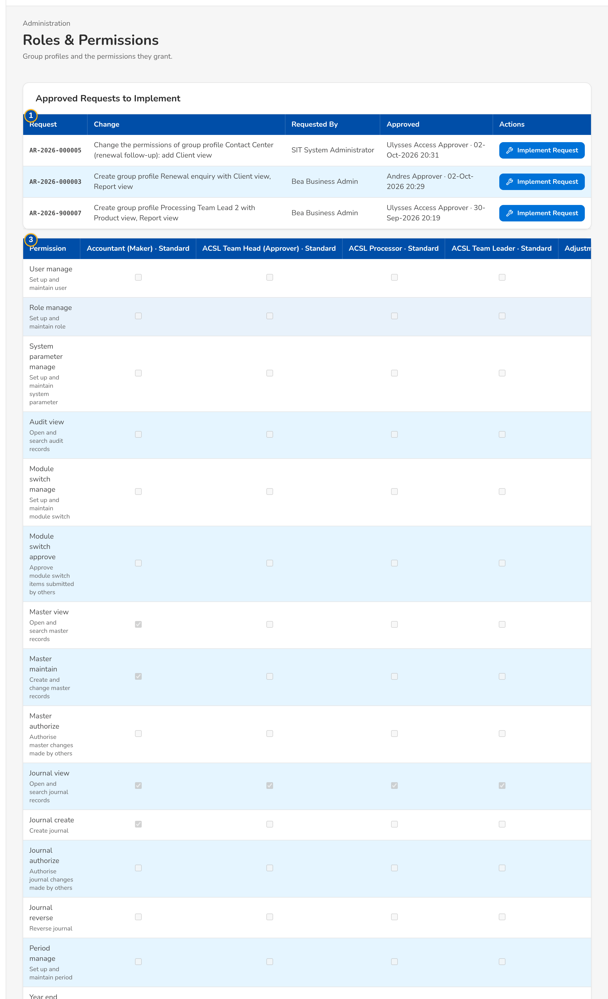 Administration
Roles & Permissions
Group profiles and the permissions they grant.
Approved Requests to Implement
1
Request Change Requested By Approved Actions
AR-2026-000005
Change the permissions of group profile Contact Center
(renewal follow-up): add Client view
SIT System Administrator
Ulysses Access Approver · 02-
Oct-2026 20:31
Implement Request
AR-2026-000003
Create group profile Renewal enquiry with Client view,
Report view
Bea Business Admin
Andres Approver · 02-Oct-
2026 20:29
Implement Request
AR-2026-900007
Create group profile Processing Team Lead 2 with
Product view, Report view
Bea Business Admin
Ulysses Access Approver · 30-
Sep-2026 20:19
Implement Request
3
Permission Accountant (Maker) · Standard ACSL Team Head (Approver) · Standard ACSL Processor · Standard ACSL Team Leader · Standard Adjustm
User manage
Set up and
maintain user
Role manage
Set up and
maintain role
System
parameter
manage
Set up and
maintain
system
parameter
Audit view
Open and
search audit
records
Module
switch
manage
Set up and
maintain
module switch
Module
switch
approve
Approve
module switch
items submitted
by others
Master view
Open and
search master
records
Master
maintain
Create and
change master
records
Master
authorize
Authorise
master changes
made by others
Journal view
Open and
search journal
records
Journal create
Create journal
Journal
authorize
Authorise
journal changes
made by others
Journal
reverse
Reverse journal
Period
manage
Set up and
maintain period
Year end